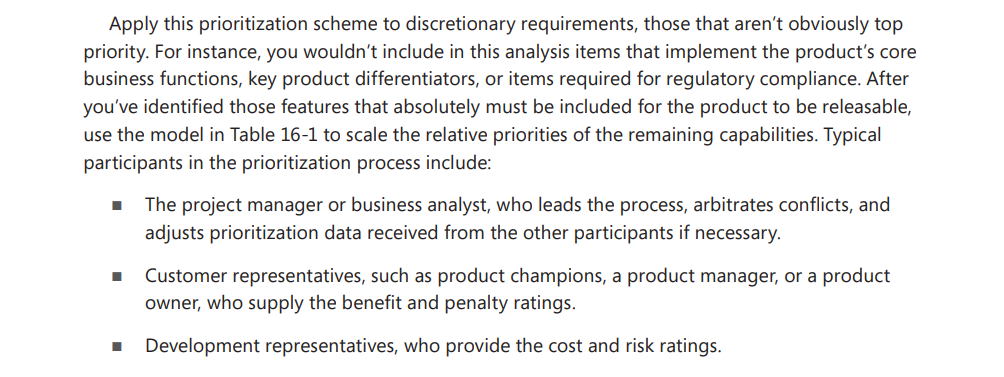 Apply this prioritization scheme to discretionary requirements, those that aren’t obviously top
priority. For instance, you wouldn’t include in this analysis items that implement the product’s core
business functions, key product differentiators, or items required for regulatory compliance. After
you’ve identified those features that absolutely must be included for the product to be releasable,
use the model in Table 16-1 to scale the relative priorities of the remaining capabilities. Typical
participants in the prioritization process include:
■ The project manager or business analyst, who leads the process, arbitrates conflicts, and
adjusts prioritization data received from the other participants if necessary.
■ Customer representatives, such as product champions, a product manager, or a product
owner, who supply the benefit and penalty ratings.
■ Development representatives, who provide the cost and risk ratings.